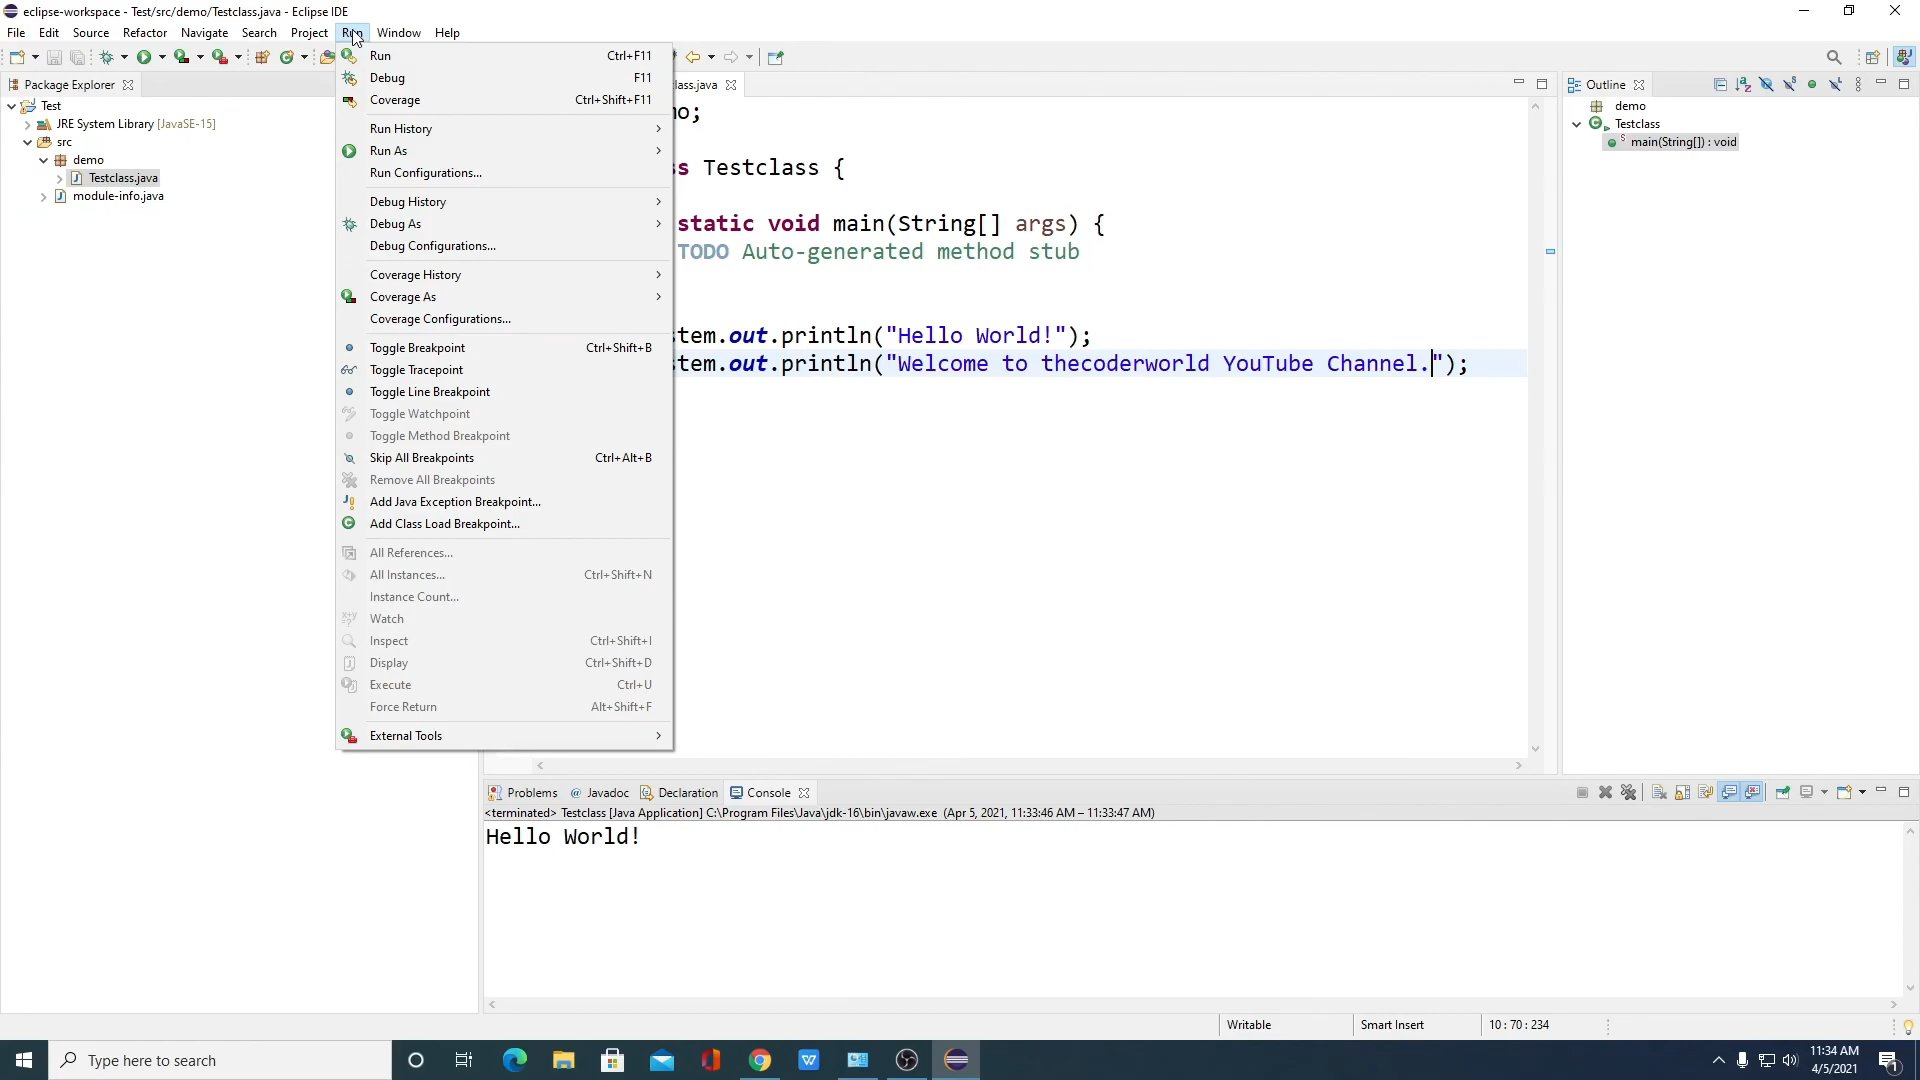 eclipse-workspace - Test/src/demo/Testclass.java - Eclipse IDE
File Edit Source Refactor Navigate Search Project Run Window Help
Package Explorer
Test
JRE System Library [JavaSE-15]
src
demo
Testclass.java
module-info.java
Run Ctrl+F11
Debug F11
Coverage Ctrl+Shift+F11
Run History
Run As
Run Configurations...
Debug History
Debug As
Debug Configurations...
Coverage History
Coverage As
Coverage Configurations...
Toggle Breakpoint Ctrl+Shift+B
Toggle Tracepoint
Toggle Line Breakpoint
Toggle Watchpoint
Toggle Method Breakpoint
Skip All Breakpoints Ctrl+Alt+B
Remove All Breakpoints
Add Java Exception Breakpoint...
Add Class Load Breakpoint...
All References...
All Instances... Ctrl+Shift+N
Instance Count...
Watch
Inspect Ctrl+Shift+I
Display Ctrl+Shift+D
Execute Ctrl+U
Force Return Alt+Shift+F
External Tools
lass.java
no;
ss Testclass {
static void main(String[] args) {
TODO Auto-generated method stub
tem.out.println("Hello World!");
tem.out.println("Welcome to thecoderworld YouTube Channel.");
Outline
demo
Testclass
main(String[]) : void
Problems Javadoc Declaration Console
<terminated> Testclass [Java Application] C:\Program Files\Java\jdk-16\bin\javaw.exe (Apr 5, 2021, 11:33:46 AM – 11:33:47 AM)
Hello World!
Writable Smart Insert 10 : 70 : 234
Type here to search
11:34 AM
4/5/2021
1